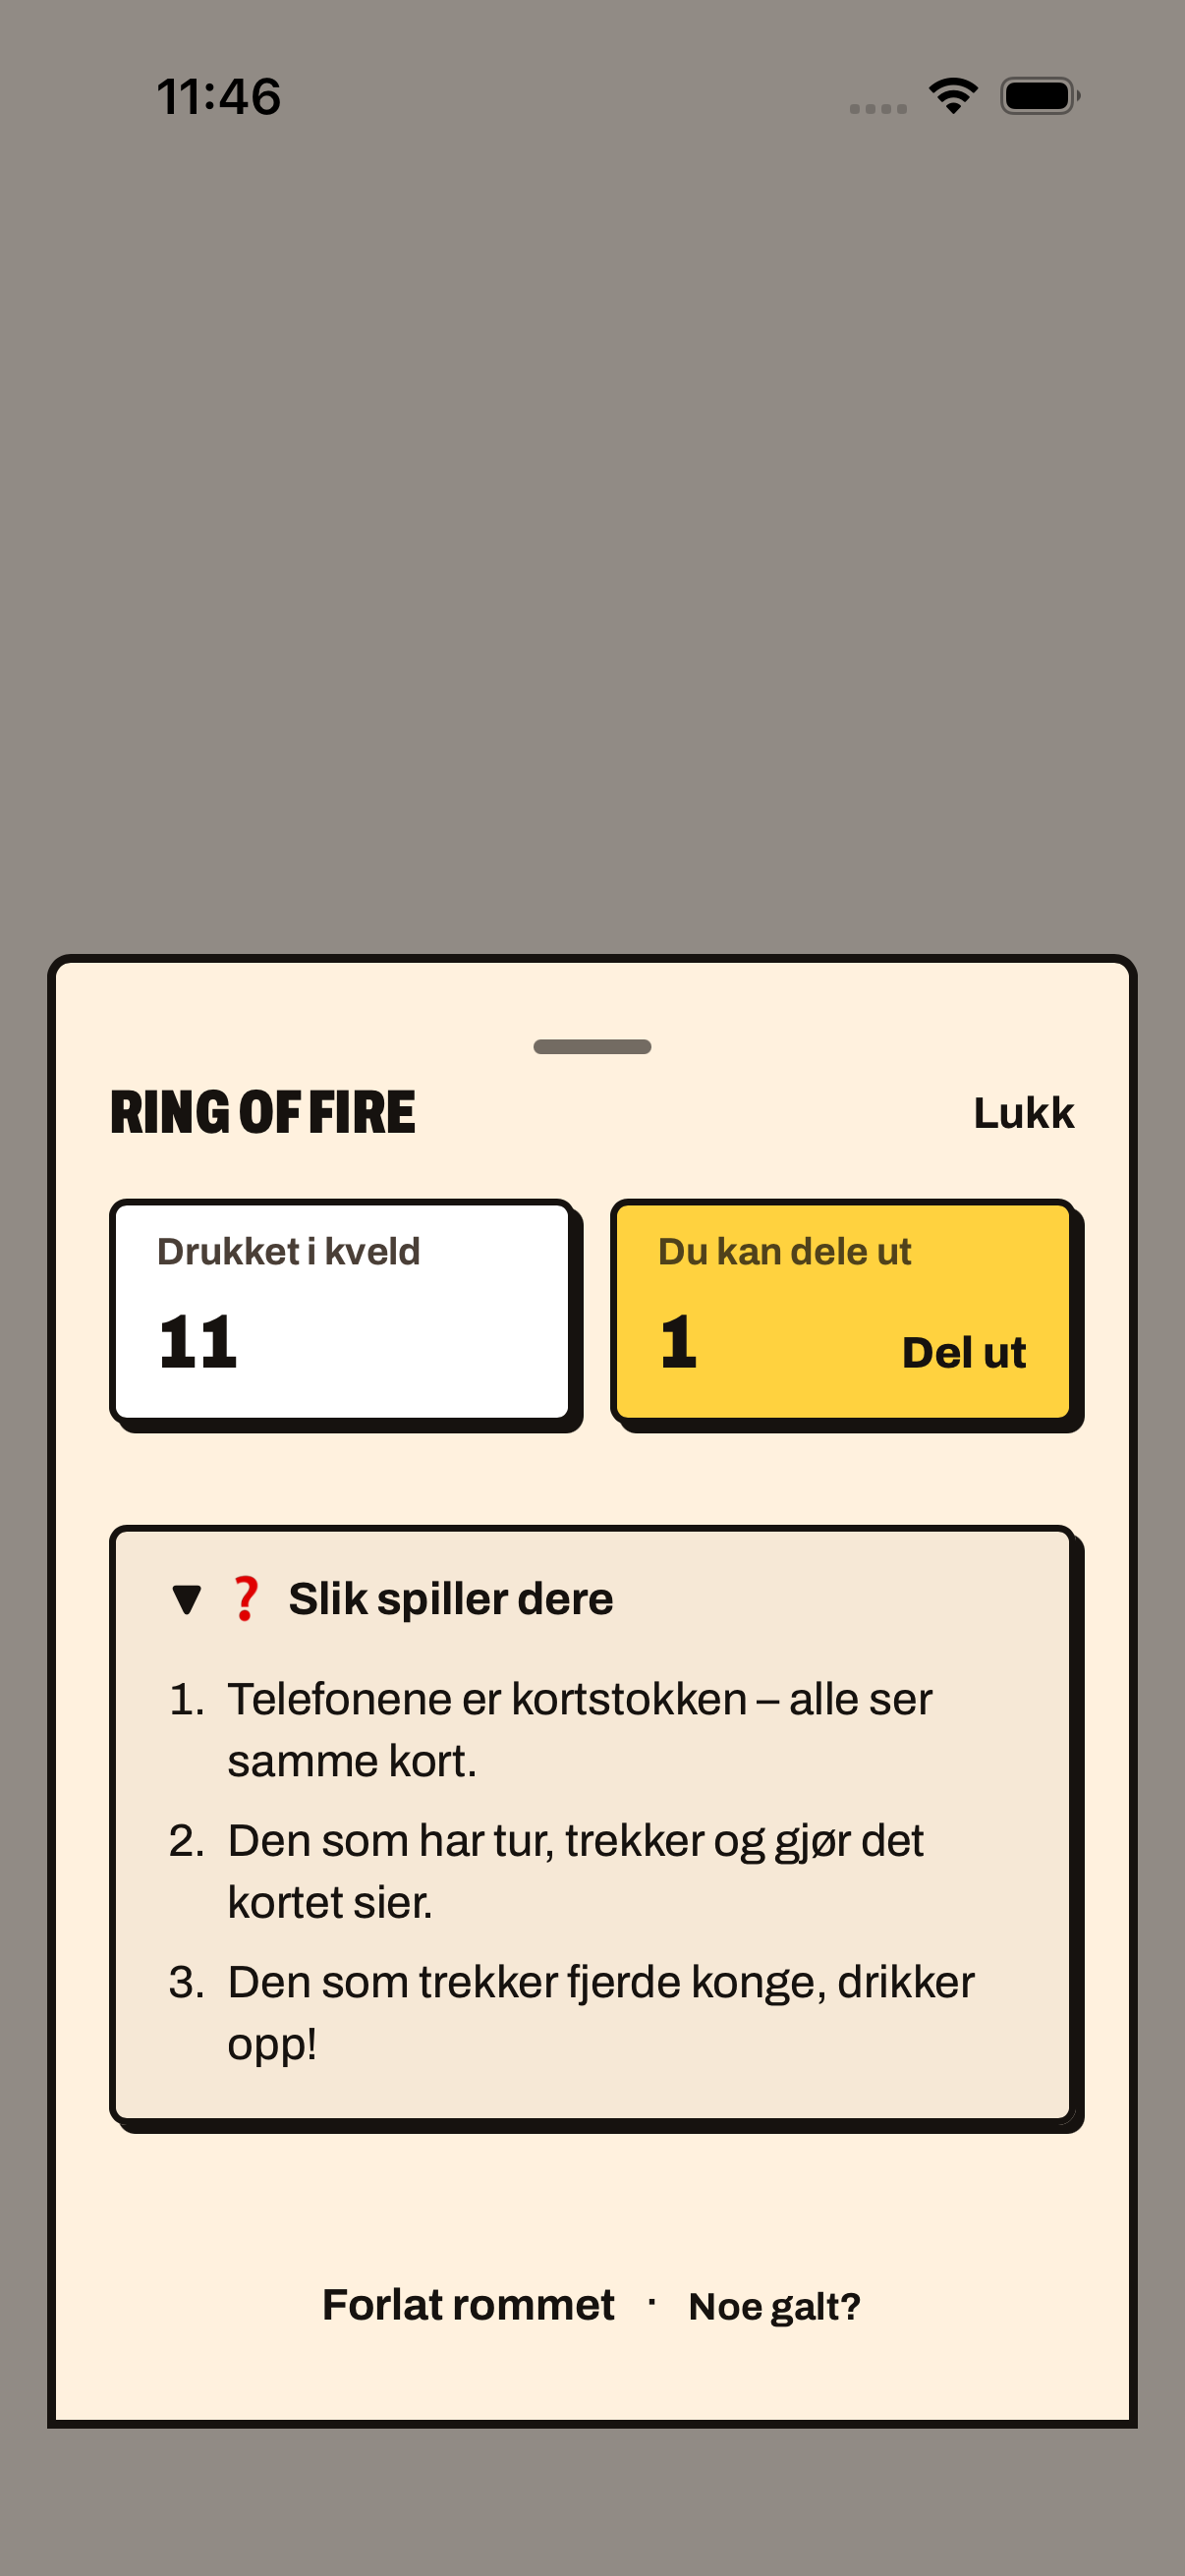 11:46
RING OF FIRE
Lukk
Drukket i kveld
11
Du kan dele ut
1
Del ut
▼ ❓ Slik spiller dere
1. Telefonene er kortstokken – alle ser
samme kort.
2. Den som har tur, trekker og gjør det
kortet sier.
3. Den som trekker fjerde konge, drikker
opp!
Forlat rommet · Noe galt?